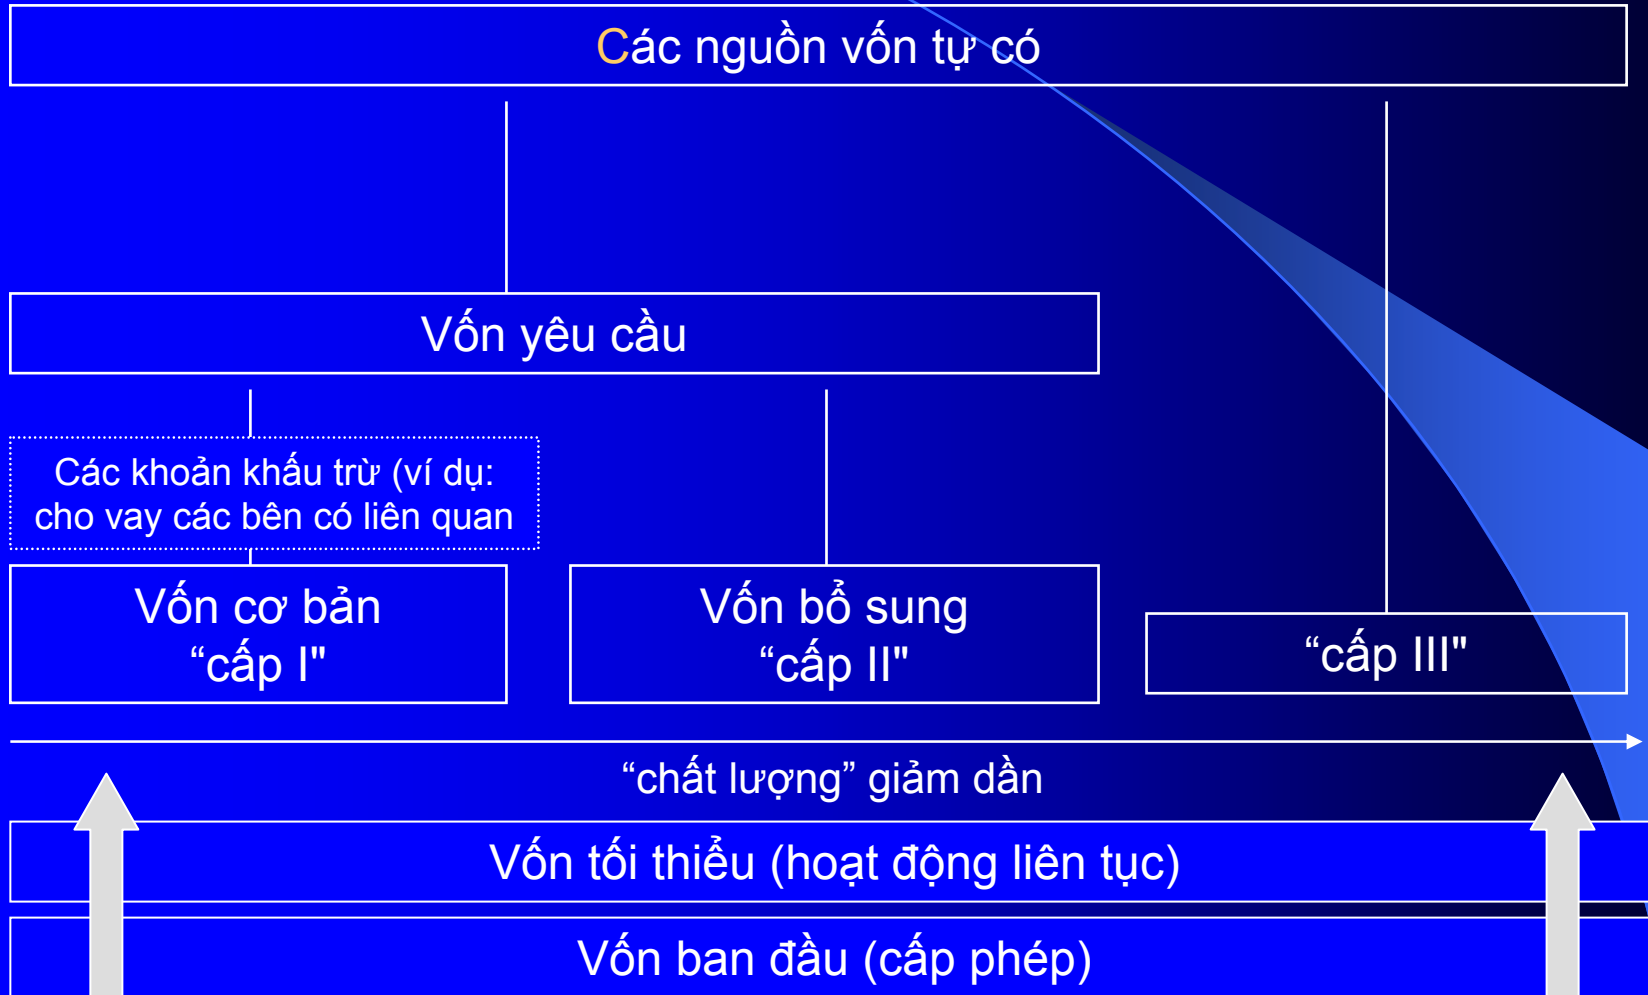 Các nguồn vốn tự có
Vốn yêu cầu
Các khoản khấu trừ (ví dụ:
cho vay các bên có liên quan
Vốn cơ bản
“cấp I"
Vốn bổ sung
“cấp II"
“cấp III"
“chất lượng” giảm dần
Vốn tối thiểu (hoạt động liên tục)
Vốn ban đầu (cấp phép)